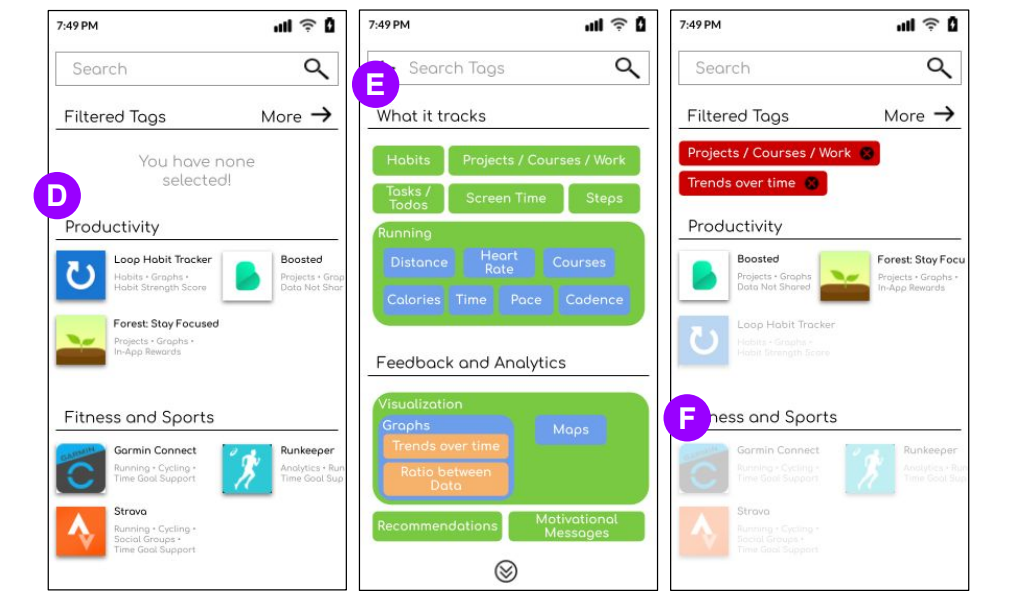 7:49 PM
Search
Filtered Tags
More →
You have none
selected!
D
Productivity
Loop Habit Tracker
Habits • Graphs •
Habit Strength Score
Boosted
Projects • Grap
Data Not Shar
Forest: Stay Focused
Projects • Graphs •
In-App Rewards
Fitness and Sports
GARMIN
Garmin Connect
Running • Cycling •
Time Goal Support
Runkeeper
Analytics • Run
Time Goal Sup
Strava
Running • Cycling •
Social Groups •
Time Goal Support
7:49 PM
E
Search Tags
What it tracks
Habits
Projects / Courses / Work
Tasks /
Todos
Screen Time
Steps
Running
Distance
Heart
Rate
Courses
Calories
Time
Pace
Cadence
Feedback and Analytics
Visualization
Graphs
Trends over time
Ratio between
Data
Maps
Recommendations
Motivational
Messages
7:49 PM
Search
Filtered Tags
More →
Projects / Courses / Work
Trends over time
Productivity
Boosted
Projects • Graphs
Data Not Shared
Forest: Stay Focu
Projects • Graphs •
In-App Rewards
Loop Habit Tracker
Habits • Graphs •
Habit Strength Score
F
ness and Sports
GARMIN
Garmin Connect
Running • Cycling •
Time Goal Support
Runkeeper
Analytics • Run
Time Goal Sup
Strava
Running • Cycling •
Social Groups •
Time Goal Support